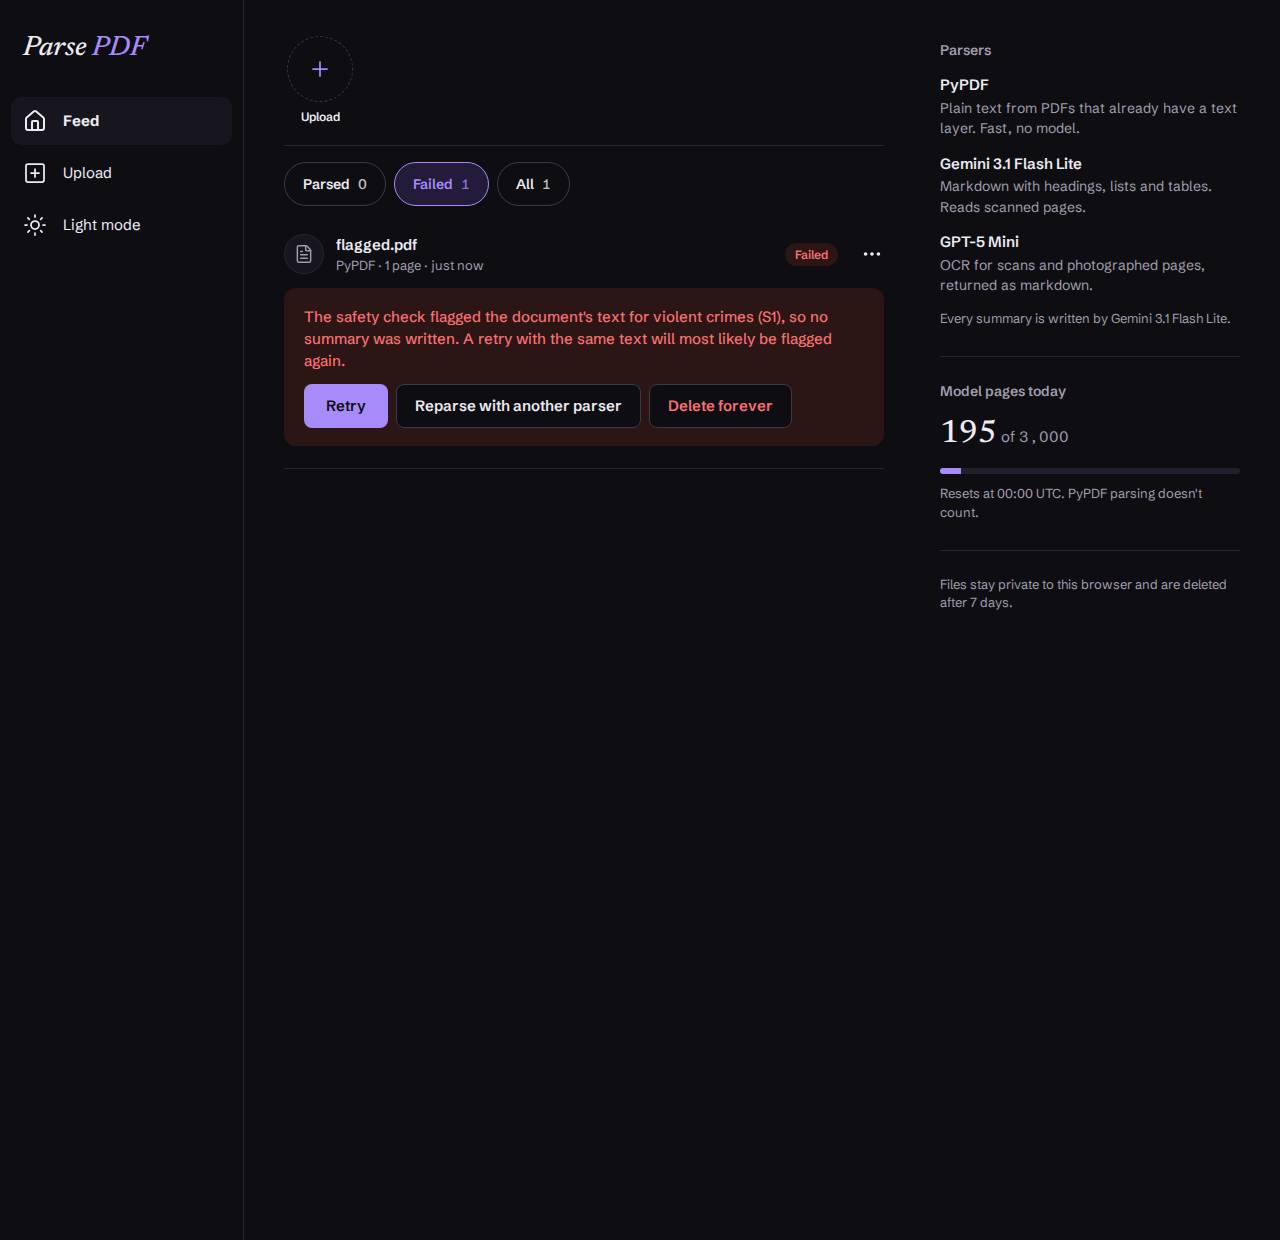 Parse PDF
Feed
Upload
Light mode
Upload
Parsed 0
Failed 1
All 1
flagged.pdf
PyPDF · 1 page · just now
Failed
The safety check flagged the document's text for violent crimes (S1), so no
summary was written. A retry with the same text will most likely be flagged
again.
Retry
Reparse with another parser
Delete forever
Parsers
PyPDF
Plain text from PDFs that already have a text
layer. Fast, no model.
Gemini 3.1 Flash Lite
Markdown with headings, lists and tables.
Reads scanned pages.
GPT-5 Mini
OCR for scans and photographed pages,
returned as markdown.
Every summary is written by Gemini 3.1 Flash Lite.
Model pages today
195 of 3,000
Resets at 00:00 UTC. PyPDF parsing doesn't
count.
Files stay private to this browser and are deleted
after 7 days.